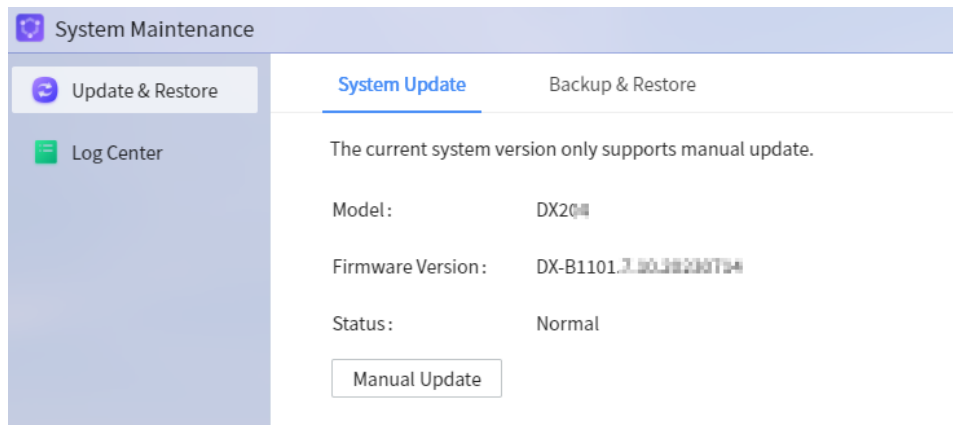 System Maintenance
Update & Restore
Log Center
System Update
Backup & Restore
The current system version only supports manual update.
Model:
Firmware Version:
Status:
Normal
Manual Update